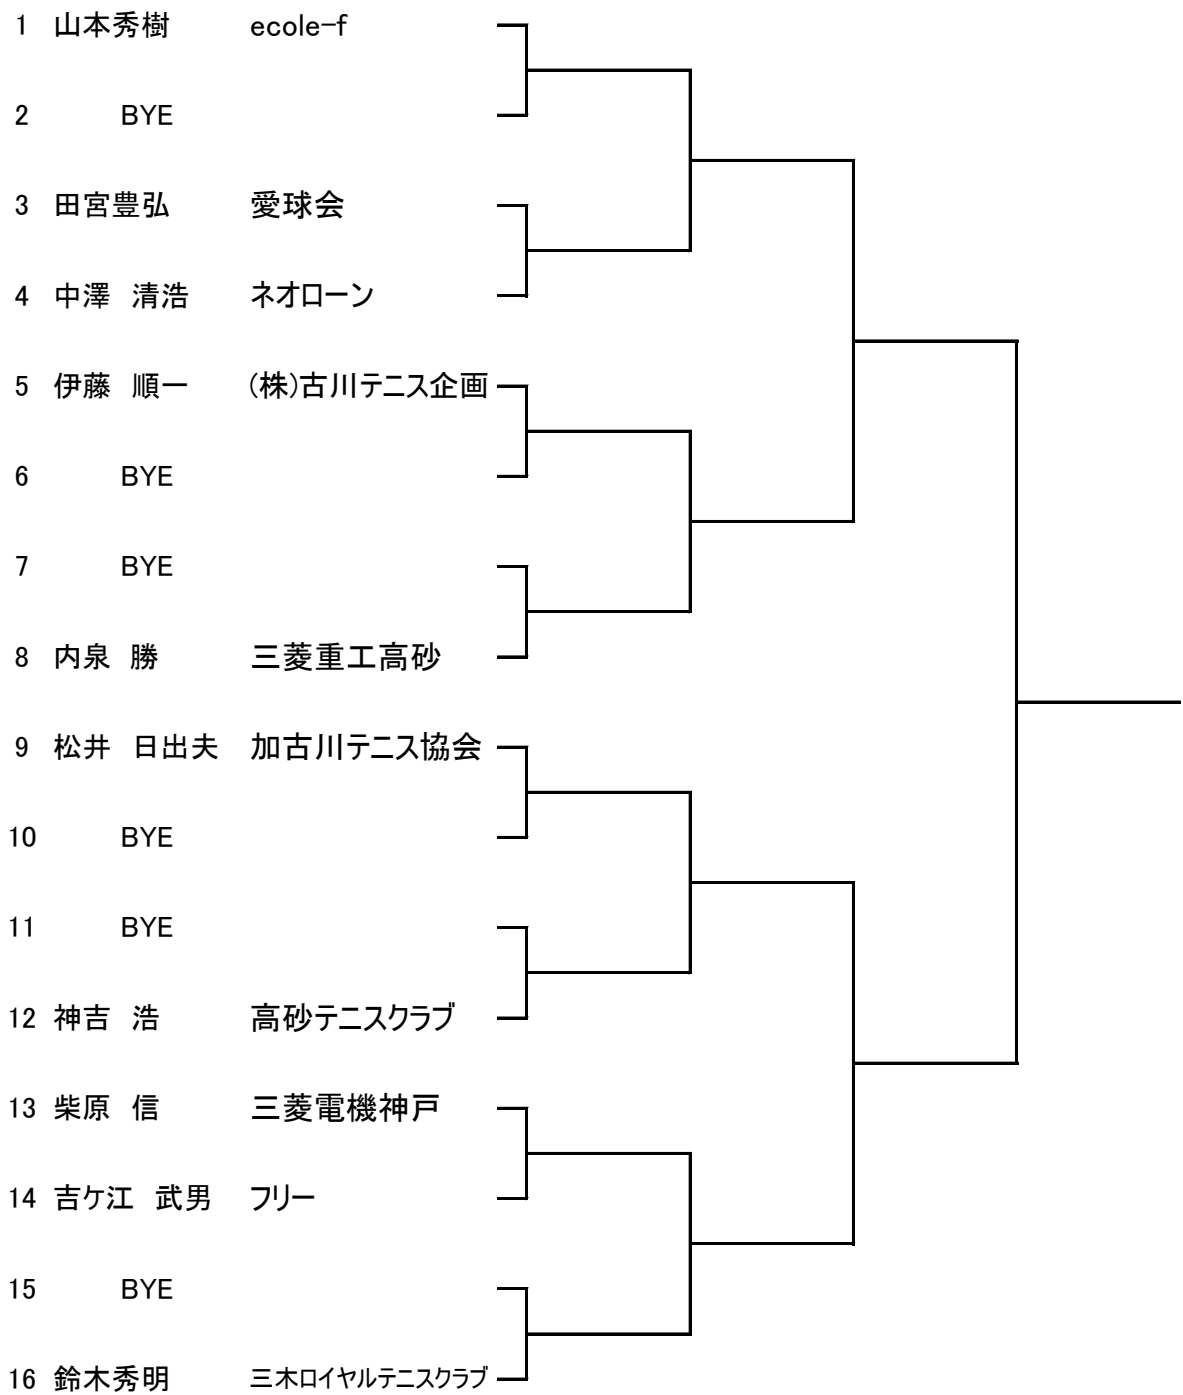 1 山本秀樹 ecole-f
2 BYE
3 田宮豊弘 愛球会
4 中澤 清浩 ネオローン
5 伊藤 順一 (株)古川テニス企画
6 BYE
7 BYE
8 内泉 勝 三菱重工高砂
9 松井 日出夫 加古川テニス協会
10 BYE
11 BYE
12 神吉 浩 高砂テニスクラブ
13 柴原 信 三菱電機神戸
14 吉ケ江 武男 フリー
15 BYE
16 鈴木秀明 三木ロイヤルテニスクラブ